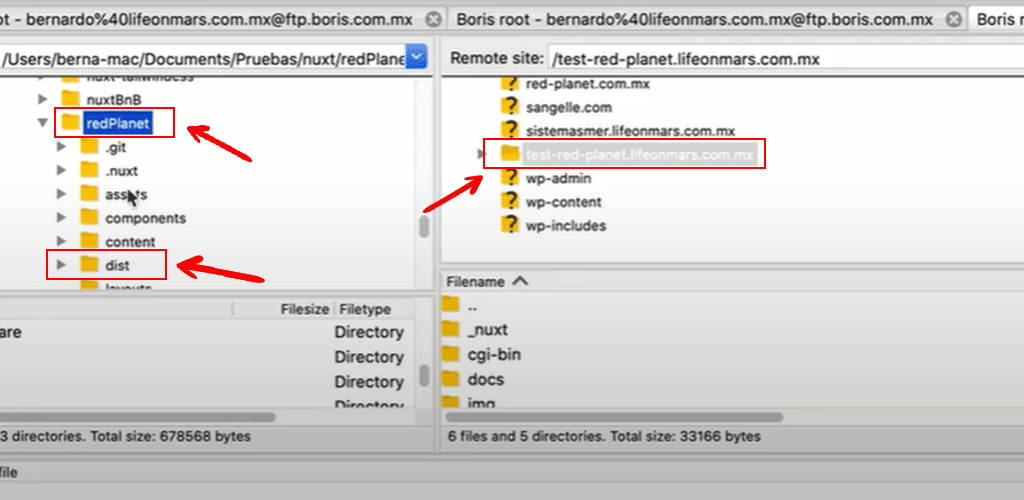 ot - bernardo%40lifeonmars.com.mx@ftp.boris.com.mx
Boris root - bernardo%40lifeonmars.com.mx@ftp.boris.com.mx
Boris r
/Users/berna-mac/Documents/Pruebas/nuxt/redPlane
Remote site: /test-red-planet.lifeonmars.com.mx
nuxt-tailwindcss
nuxtBnB
redPlanet
.git
.nuxt
assets
components
content
dist
layouts
red-planet.com.mx
sangelle.com
sistemasmer.lifeonmars.com.mx
test-red-planet.lifeonmars.com.mx
wp-admin
wp-content
wp-includes
Filesize Filetype
are Directory
Directory
Directory
Directory
3 directories. Total size: 678568 bytes
Filename
..
_nuxt
cgi-bin
docs
img
6 files and 5 directories. Total size: 33166 bytes
file